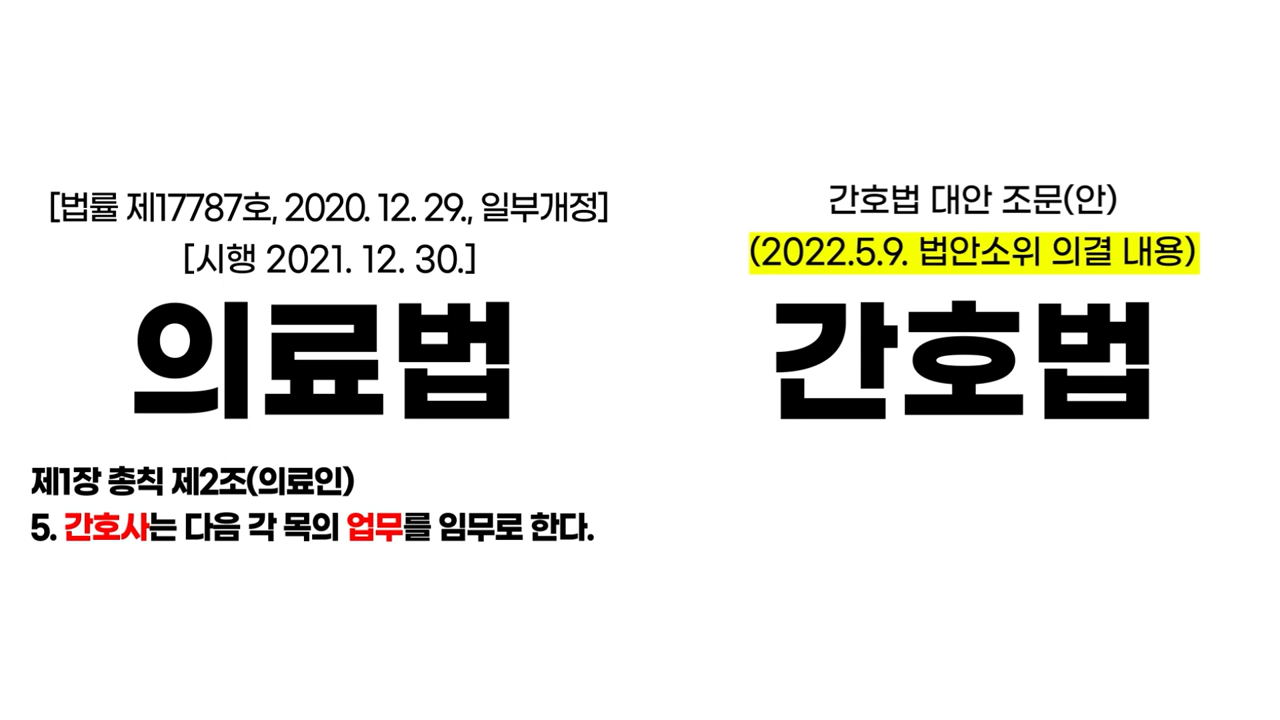 [법률 제17787호, 2020. 12. 29., 일부개정]
[시행 2021. 12. 30.]
의료법
제1장 총칙 제2조(의료인)
5. 간호사는 다음 각 목의 업무를 임무로 한다.
간호법 대안 조문(안)
(2022.5.9. 법안소위 의결 내용)
간호법